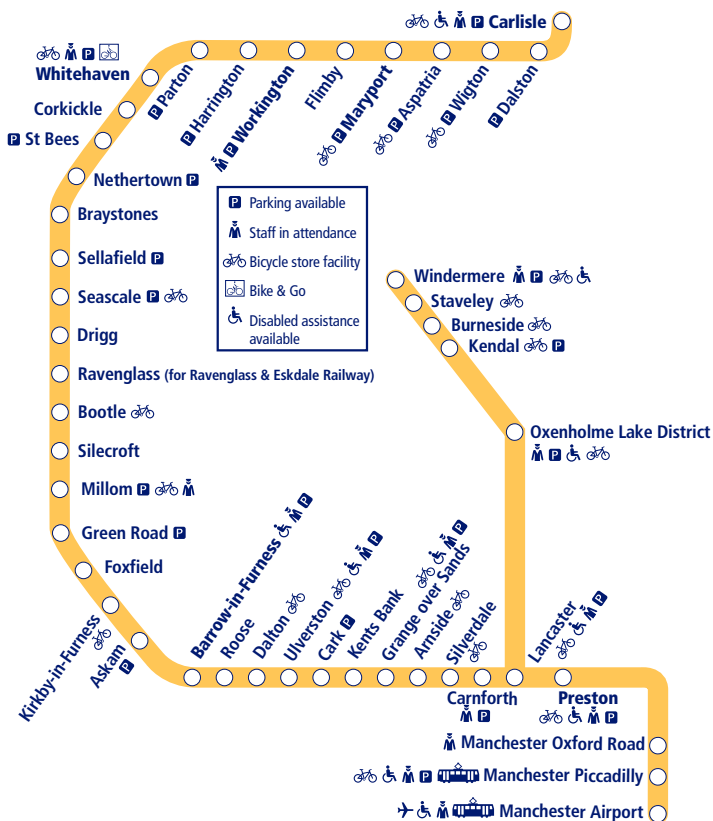 Carlisle
Whitehaven
Parton
Harrington
Workington
Flimby
Maryport
Aspatria
Wigton
Dalston
Corkickle
St Bees
Nethertown
Braystones
Sellafield
Seascale
Drigg
Ravenglass (for Ravenglass & Eskdale Railway)
Bootle
Silecroft
Millom
Green Road
Foxfield
Kirkby-in-Furness
Askam
P Parking available
Staff in attendance
Bicycle store facility
Bike & Go
Disabled assistance
available
Windermere
Staveley
Burneside
Kendal
Oxenholme Lake District
Barrow-in-Furness
Roose
Dalton
Ulverston
Cark
Kents Bank
Grange over Sands
Arnside
Silverdale
Carnforth
Lancaster
Preston
Manchester Oxford Road
Manchester Piccadilly
Manchester Airport